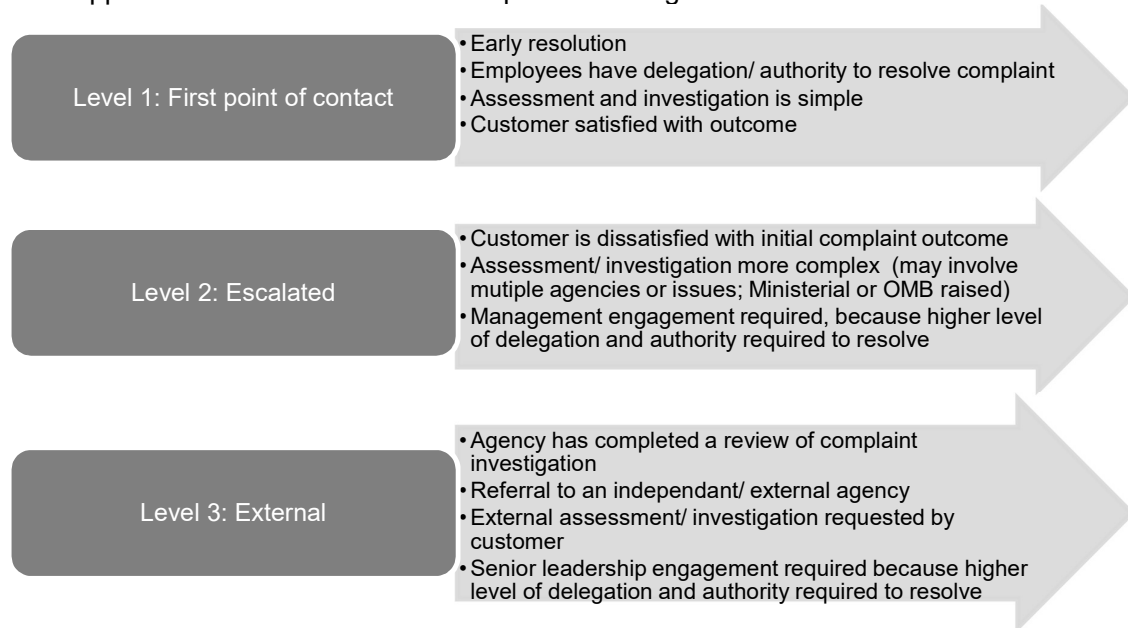 Level 1: First point of contact
•Early resolution
•Employees have delegation/ authority to resolve complaint
•Assessment and investigation is simple
•Customer satisfied with outcome
Level 2: Escalated
•Customer is dissatisfied with initial complaint outcome
•Assessment/ investigation more complex  (may involve
mutiple agencies or issues; Ministerial or OMB raised)
•Management engagement required, because higher level
of delegation and authority required to resolve
Level 3: External
•Agency has completed a review of complaint
investigation
•Referral to an independant/ external agency
•External assessment/ investigation requested by
customer
•Senior leadership engagement required because higher
level of delegation and authority required to resolve